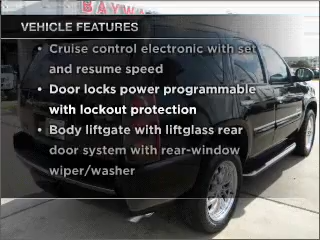 BAYWA
VEHICLE FEATURES
• Cruise control electronic with set
and resume speed
• Door locks power programmable
with lockout protection
• Body liftgate with liftglass rear
door system with rear-window
wiper/washer